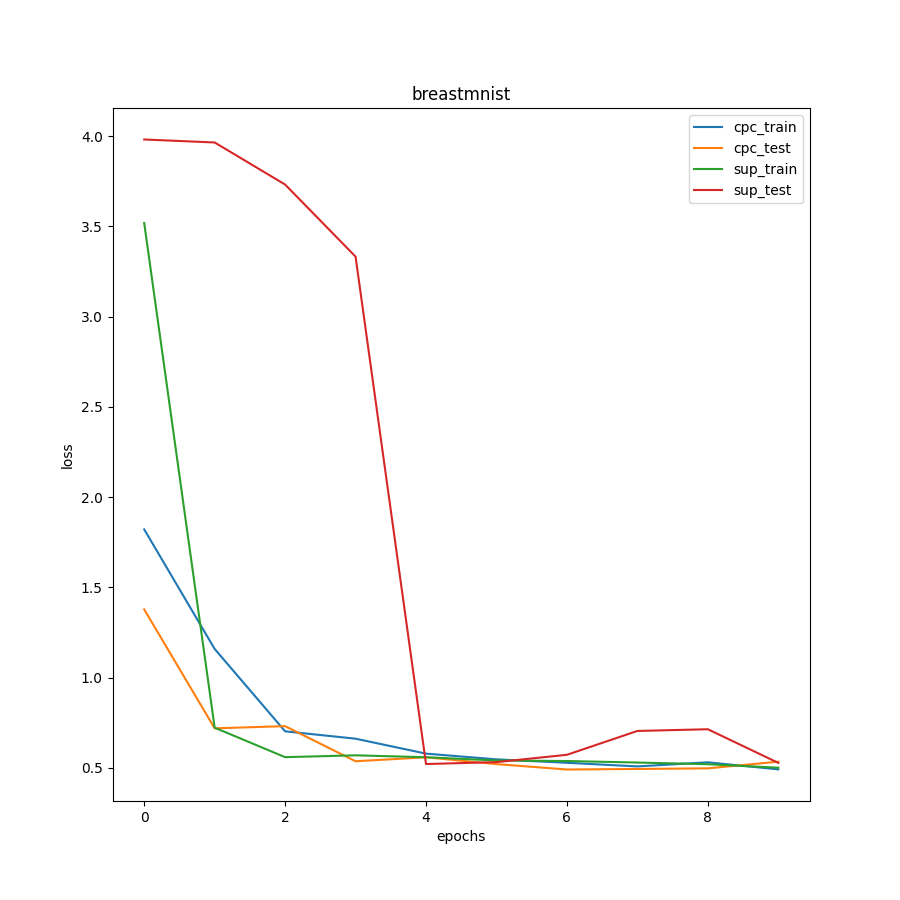 breastmnist
cpc_train
cpc_test
sup_train
sup_test
4.0
3.5
3.0
2.5
2.0
1.5
1.0
0.5
loss
0 2 4 6 8
epochs